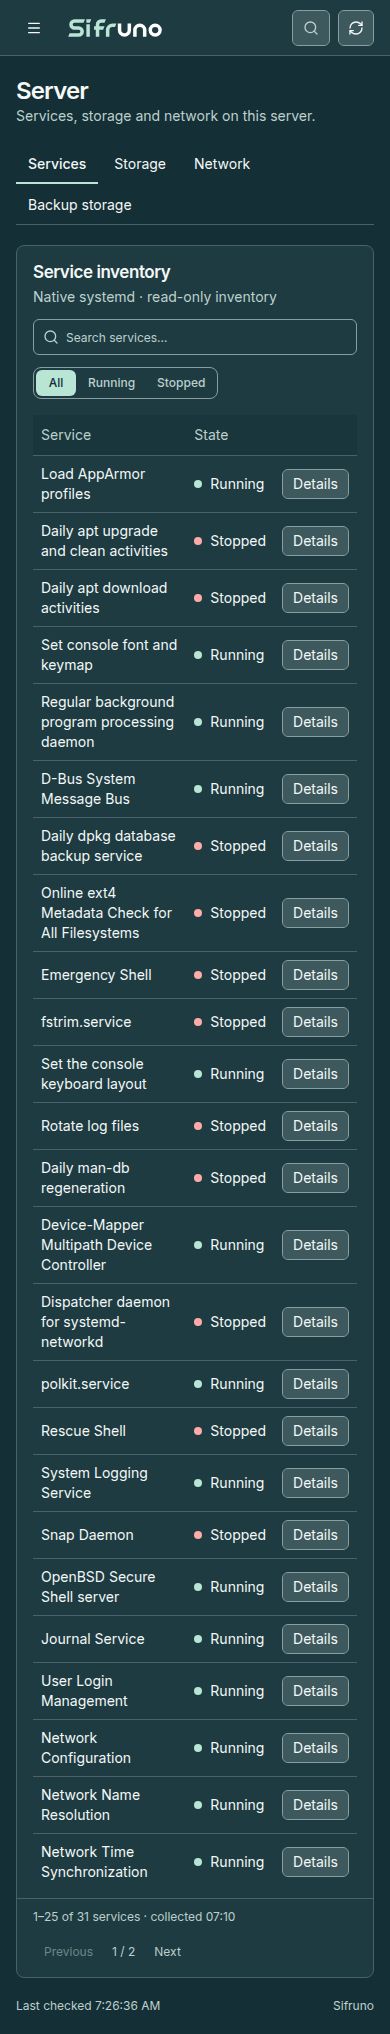 Sifruno
Server
Services, storage and network on this server.
Services Storage Network
Backup storage
Service inventory
Native systemd · read-only inventory
Search services...
All Running Stopped
Service State
Load AppArmor
profiles
Running Details
Daily apt upgrade
and clean activities
Stopped Details
Daily apt download
activities
Stopped Details
Set console font and
keymap
Running Details
Regular background
program processing
daemon
Running Details
D-Bus System
Message Bus
Running Details
Daily dpkg database
backup service
Stopped Details
Online ext4
Metadata Check for
All Filesystems
Stopped Details
Emergency Shell Stopped Details
fstrim.service Stopped Details
Set the console
keyboard layout
Running Details
Rotate log files Stopped Details
Daily man-db
regeneration
Stopped Details
Device-Mapper
Multipath Device
Controller
Running Details
Dispatcher daemon
for systemd-
networkd
Stopped Details
polkit.service Running Details
Rescue Shell Stopped Details
System Logging
Service
Running Details
Snap Daemon Stopped Details
OpenBSD Secure
Shell server
Running Details
Journal Service Running Details
User Login
Management
Running Details
Network
Configuration
Running Details
Network Name
Resolution
Running Details
Network Time
Synchronization
Running Details
1–25 of 31 services · collected 07:10
Previous 1 / 2 Next
Last checked 7:26:36 AM Sifruno